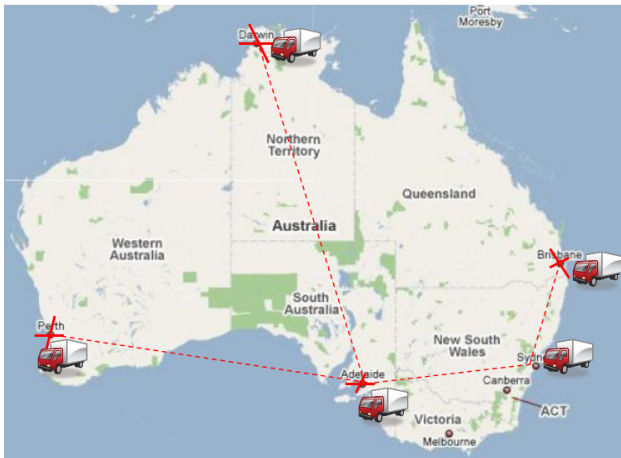 Port
Moresby
Darwin
Northern
Territory
Queensland
Australia
Western
Australia
Brisbane
South
Australia
Perth
New South
Wales
Sydne
Adelaide
Canberra
ACT
Victoria
Melbourne